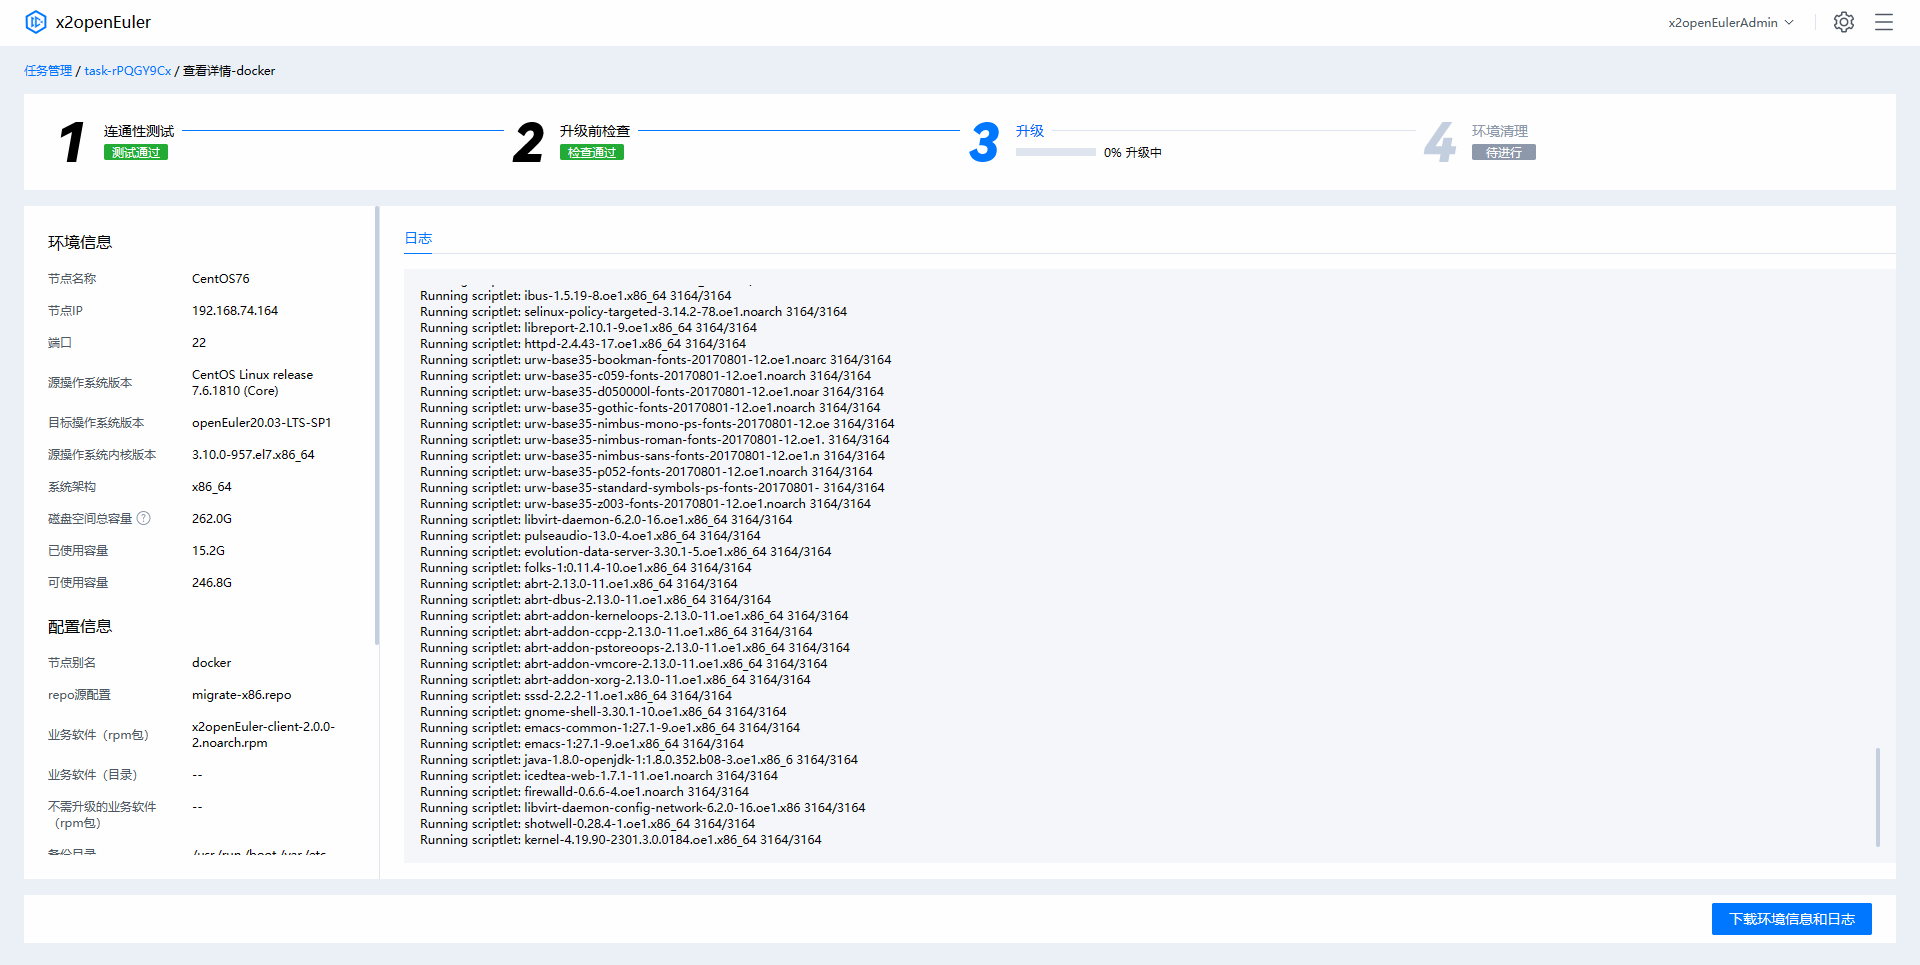 x2openEuler
x2openEulerAdmin
任务管理 / task-rPQGY9Cx / 查看详情-docker
1 连通性测试
测试通过
2 升级前检查
检查通过
3 升级
0% 升级中
4 环境清理
待进行
环境信息
节点名称 CentOS76
节点IP 192.168.74.164
端口 22
源操作系统版本 CentOS Linux release
7.6.1810 (Core)
目标操作系统版本 openEuler20.03-LTS-SP1
源操作系统内核版本 3.10.0-957.el7.x86_64
系统架构 x86_64
磁盘空间总容量 ? 262.0G
已使用容量 15.2G
可使用容量 246.8G
配置信息
节点别名 docker
repo源配置 migrate-x86.repo
业务软件（rpm包） x2openEuler-client-2.0.0-
2.noarch.rpm
业务软件（目录） --
不需升级的业务软件 --
（rpm包）
备份目录 /usr /run /boot /var /etc
日志
Running scriptlet: ibus-1.5.19-8.oe1.x86_64 3164/3164
Running scriptlet: selinux-policy-targeted-3.14.2-78.oe1.noarch 3164/3164
Running scriptlet: libreport-2.10.1-9.oe1.x86_64 3164/3164
Running scriptlet: httpd-2.4.43-17.oe1.x86_64 3164/3164
Running scriptlet: urw-base35-bookman-fonts-20170801-12.oe1.noarc 3164/3164
Running scriptlet: urw-base35-c059-fonts-20170801-12.oe1.noarch 3164/3164
Running scriptlet: urw-base35-d050000l-fonts-20170801-12.oe1.noar 3164/3164
Running scriptlet: urw-base35-gothic-fonts-20170801-12.oe1.noarch 3164/3164
Running scriptlet: urw-base35-nimbus-mono-ps-fonts-20170801-12.oe 3164/3164
Running scriptlet: urw-base35-nimbus-roman-fonts-20170801-12.oe1. 3164/3164
Running scriptlet: urw-base35-nimbus-sans-fonts-20170801-12.oe1.n 3164/3164
Running scriptlet: urw-base35-p052-fonts-20170801-12.oe1.noarch 3164/3164
Running scriptlet: urw-base35-standard-symbols-ps-fonts-20170801- 3164/3164
Running scriptlet: urw-base35-z003-fonts-20170801-12.oe1.noarch 3164/3164
Running scriptlet: libvirt-daemon-6.2.0-16.oe1.x86_64 3164/3164
Running scriptlet: pulseaudio-13.0-4.oe1.x86_64 3164/3164
Running scriptlet: evolution-data-server-3.30.1-5.oe1.x86_64 3164/3164
Running scriptlet: folks-1:0.11.4-10.oe1.x86_64 3164/3164
Running scriptlet: abrt-2.13.0-11.oe1.x86_64 3164/3164
Running scriptlet: abrt-dbus-2.13.0-11.oe1.x86_64 3164/3164
Running scriptlet: abrt-addon-kerneloops-2.13.0-11.oe1.x86_64 3164/3164
Running scriptlet: abrt-addon-ccpp-2.13.0-11.oe1.x86_64 3164/3164
Running scriptlet: abrt-addon-pstoreoops-2.13.0-11.oe1.x86_64 3164/3164
Running scriptlet: abrt-addon-vmcore-2.13.0-11.oe1.x86_64 3164/3164
Running scriptlet: abrt-addon-xorg-2.13.0-11.oe1.x86_64 3164/3164
Running scriptlet: sssd-2.2.2-11.oe1.x86_64 3164/3164
Running scriptlet: gnome-shell-3.30.1-10.oe1.x86_64 3164/3164
Running scriptlet: emacs-common-1:27.1-9.oe1.x86_64 3164/3164
Running scriptlet: emacs-1:27.1-9.oe1.x86_64 3164/3164
Running scriptlet: java-1.8.0-openjdk-1:1.8.0.352.b08-3.oe1.x86_6 3164/3164
Running scriptlet: icedtea-web-1.7.1-11.oe1.noarch 3164/3164
Running scriptlet: firewalld-0.6.6-4.oe1.noarch 3164/3164
Running scriptlet: libvirt-daemon-config-network-6.2.0-16.oe1.x86 3164/3164
Running scriptlet: shotwell-0.28.4-1.oe1.x86_64 3164/3164
Running scriptlet: kernel-4.19.90-2301.3.0.0184.oe1.x86_64 3164/3164
下载环境信息和日志